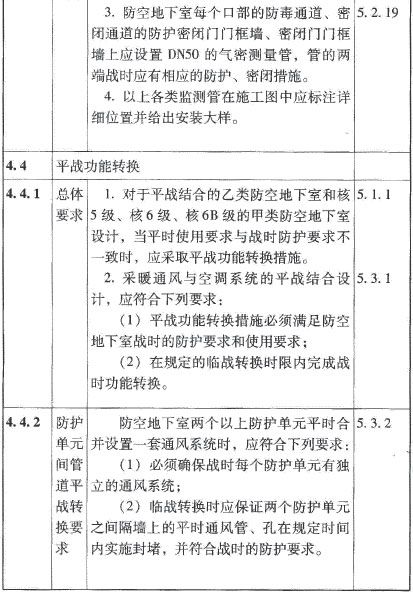 3. 防空地下室每个口部的防毒通道、密 5.2.19
闭通道的防护密闭门门框墙、密闭门门框
墙上应设置 DN50 的气密测量管，管的两
端战时应有相应的防护、密闭措施。
4. 以上各类监测管在施工图中应标注详
细位置并给出安装大样。
4.4 平战功能转换
4.4.1 总体 1. 对于平战结合的乙类防空地下室和核 5.1.1
要求 5级、核6级、核6B级的甲类防空地下室
设计，当平时使用要求与战时防护要求不
一致时，应采取平战功能转换措施。
2. 采暖通风与空调系统的平战结合设 5.3.1
计，应符合下列要求：
（1）平战功能转换措施必须满足防空
地下室战时的防护要求和使用要求；
（2）在规定的临战转换时限内完成战
时功能转换。
4.4.2 防护 防空地下室两个以上防护单元平时合 5.3.2
单元 并设置一套通风系统时，应符合下列要求：
间管 （1）必须确保战时每个防护单元有独
道平 立的通风系统；
战转 （2）临战转换时应保证两个防护单元
换要 之间隔墙上的平时通风管、孔在规定时间
求 内实施封堵，并符合战时的防护要求。